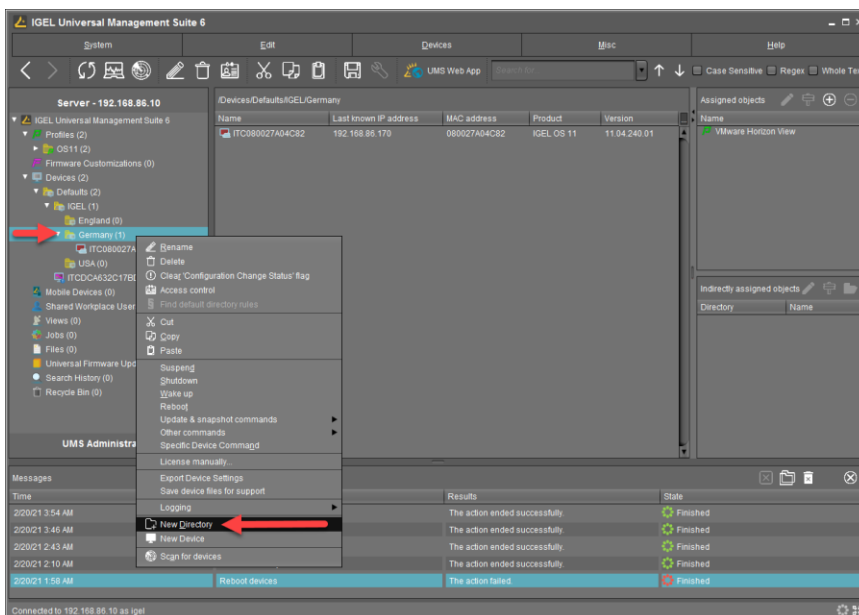 IGEL Universal Management Suite 6
System Edit Devices Misc Help
UMS Web App Search for Case Sensitive Regex Whole Te
Server - 192.168.86.10
IGEL Universal Management Suite 6
Profiles (2)
OS11 (2)
Firmware Customizations (0)
Devices (2)
Defaults (2)
IGEL (1)
England (0)
Germany (1)
ITC080027A
USA (0)
ITCDCA632C17BD
Mobile Devices (0)
Shared Workplace User
Views (0)
Jobs (0)
Files (0)
Universal Firmware Upd
Search History (0)
Recycle Bin (0)
UMS Administra
/Devices/Defaults/IGEL/Germany
Name Last known IP address MAC address Product Version
ITC080027A04C82 192.168.86.170 080027A04C82 IGEL OS 11 11.04.240.01
Assigned objects
Name
VMware Horizon View
Indirectly assigned objects
Directory Name
Rename
Delete
Clear 'Configuration Change Status' flag
Access control
Find default directory rules
Cut
Copy
Paste
Suspend
Shutdown
Wake up
Reboot
Update & snapshot commands
Other commands
Specific Device Command
License manually...
Export Device Settings
Save device files for support
Logging
New Directory
New Device
Scan for devices
Messages
Time Results State
2/20/21 3:54 AM The action ended successfully. Finished
2/20/21 3:46 AM The action ended successfully. Finished
2/20/21 2:43 AM The action ended successfully. Finished
2/20/21 2:10 AM The action ended successfully. Finished
2/20/21 1:58 AM Reboot devices The action failed. Finished
Connected to 192.168.86.10 as igel